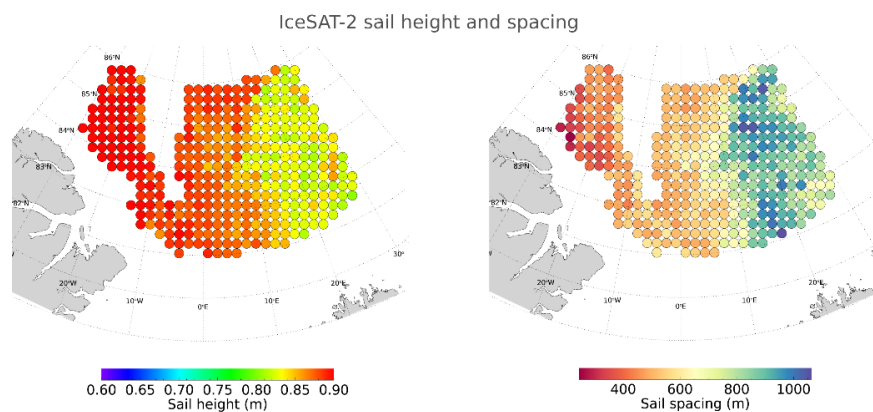 IceSAT-2 sail height and spacing
86°N
85°N
84°N
83°N
82°N
20°W
10°W
0°E
10°E
20°E
30°
0.60 0.65 0.70 0.75 0.80 0.85 0.90
Sail height (m)
86°N
85°N
84°N
83°N
82°N
20°W
10°W
0°E
10°E
20°E
30°E
400 600 800 1000
Sail spacing (m)